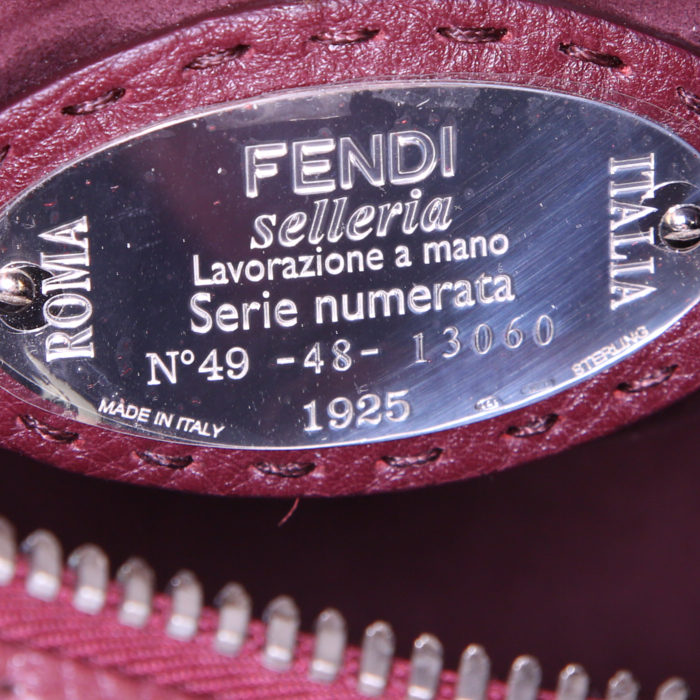 FENDI
selleria
Lavorazione a mano
Serie numerata
N°49 -48- 13060
1925
ROMA
ITALIA
MADE IN ITALY
STERLING